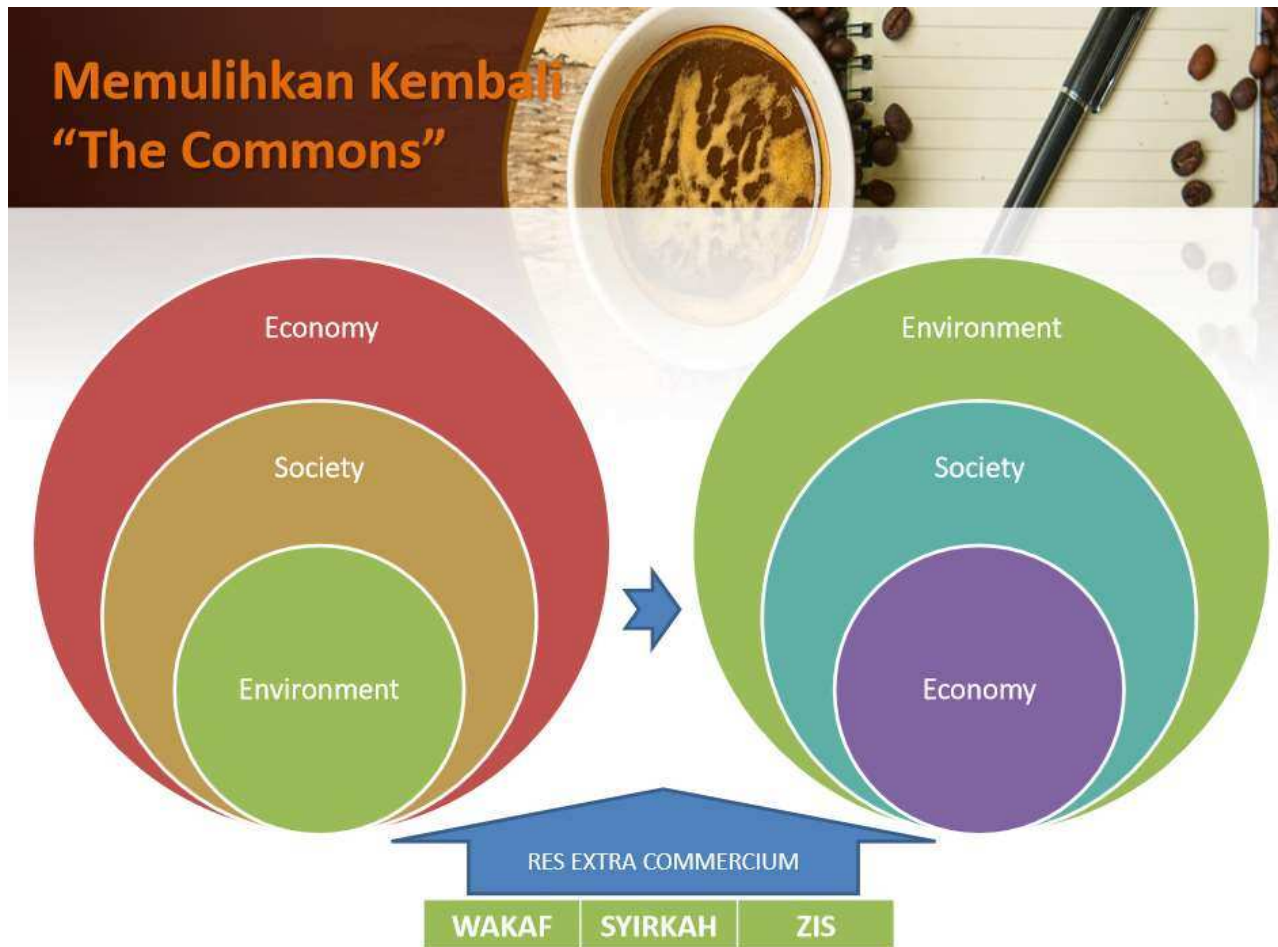 Memulihkan Kembali
“The Commons”
Economy
Society
Environment
Environment
Society
Economy
RES EXTRA COMMERCIUM
WAKAF
SYIRKAH
ZIS